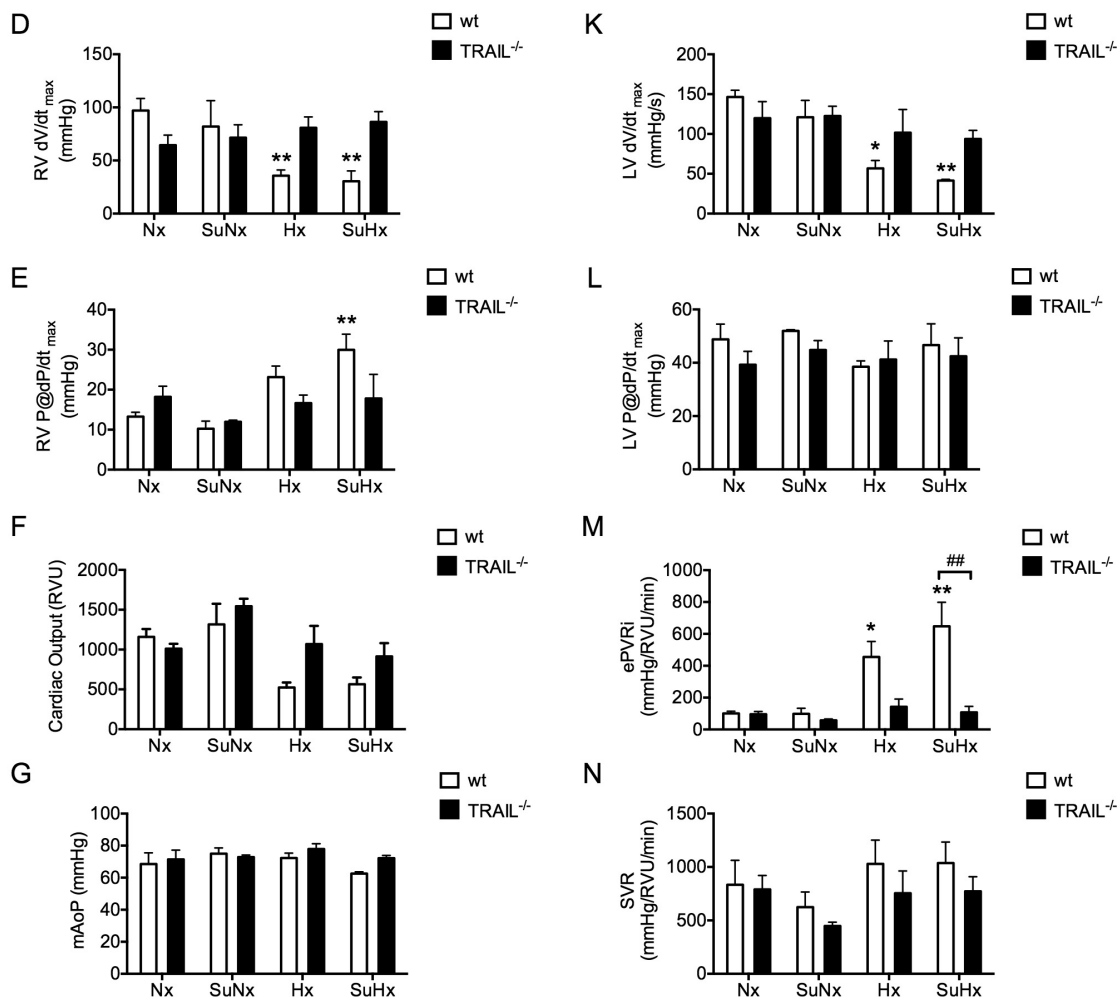 D
wt
TRAIL-/-
RV dV/dt max
(mmHg)
150
100
50
0
**
**
Nx SuNx Hx SuHx
K
wt
TRAIL-/-
LV dV/dt max
(mmHg/s)
200
150
100
50
0
*
**
Nx SuNx Hx SuHx
E
wt
TRAIL-/-
RV P@dP/dt max
(mmHg)
40
30
20
10
0
**
Nx SuNx Hx SuHx
L
wt
TRAIL-/-
LV P@dP/dt max
(mmHg)
60
40
20
0
Nx SuNx Hx SuHx
F
wt
TRAIL-/-
Cardiac Output (RVU)
2000
1500
1000
500
0
Nx SuNx Hx SuHx
M
wt
TRAIL-/-
ePVRi
(mmHg/RVU/min)
1000
800
600
400
200
0
*
##
**
Nx SuNx Hx SuHx
G
wt
TRAIL-/-
mAoP (mmHg)
100
80
60
40
20
0
Nx SuNx Hx SuHx
N
wt
TRAIL-/-
SVR
(mmHg/RVU/min)
1500
1000
500
0
Nx SuNx Hx SuHx